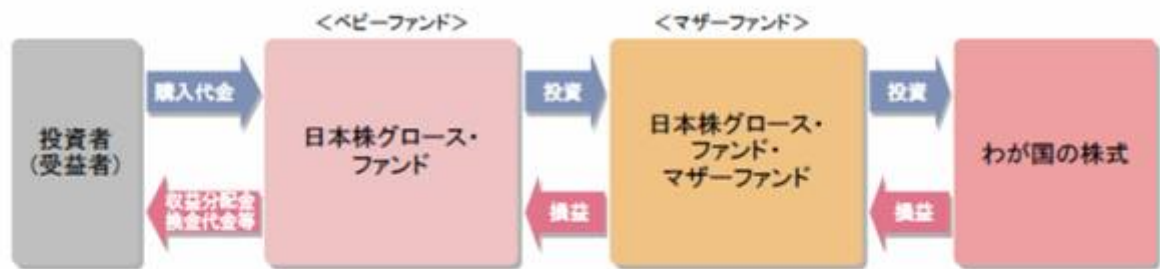 <ベビーファンド>
<マザーファンド>
投資者
(受益者)
購入代金
収益分配金
換金代金等
日本株グロース・
ファンド
投資
損益
日本株グロース・
ファンド・
マザーファンド
投資
損益
わが国の株式